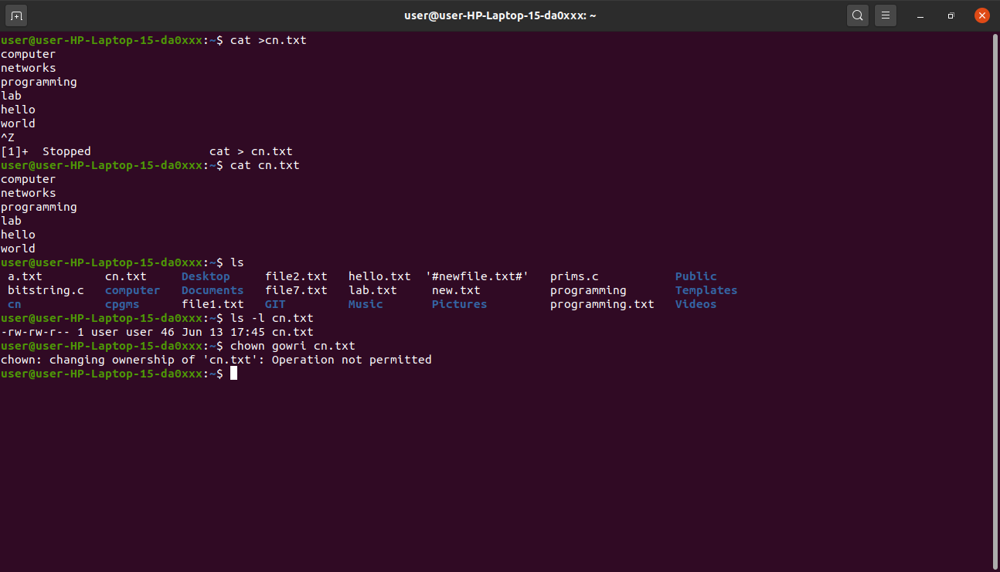 user@user-HP-Laptop-15-da0xxx: ~
user@user-HP-Laptop-15-da0xxx:~$ cat >cn.txt
computer
networks
programming
lab
hello
world
^Z
[1]+  Stopped                 cat > cn.txt
user@user-HP-Laptop-15-da0xxx:~$ cat cn.txt
computer
networks
programming
lab
hello
world
user@user-HP-Laptop-15-da0xxx:~$ ls
 a.txt         cn.txt     Desktop     file2.txt   hello.txt  '#newfile.txt#'   prims.c           Public
 bitstring.c   computer   Documents   file7.txt   lab.txt     new.txt          programming       Templates
 cn            cpgms      file1.txt   GIT         Music       Pictures         programming.txt   Videos
user@user-HP-Laptop-15-da0xxx:~$ ls -l cn.txt
-rw-rw-r-- 1 user user 46 Jun 13 17:45 cn.txt
user@user-HP-Laptop-15-da0xxx:~$ chown gowri cn.txt
chown: changing ownership of 'cn.txt': Operation not permitted
user@user-HP-Laptop-15-da0xxx:~$